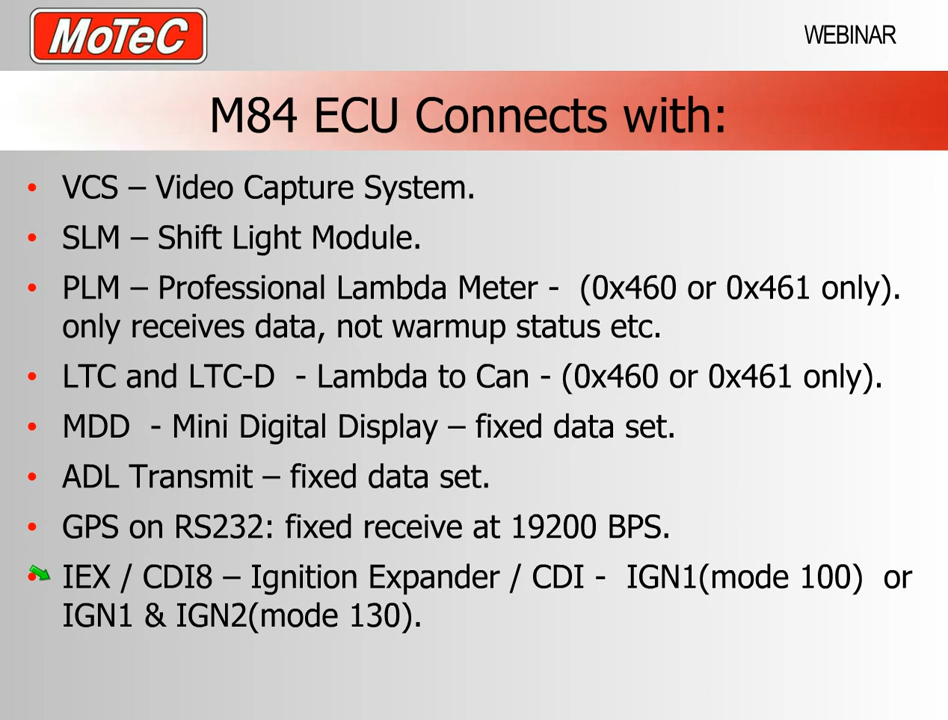 MoTeC
WEBINAR
M84 ECU Connects with:
• VCS – Video Capture System.
• SLM – Shift Light Module.
• PLM – Professional Lambda Meter -  (0x460 or 0x461 only).
only receives data, not warmup status etc.
• LTC and LTC-D  - Lambda to Can - (0x460 or 0x461 only).
• MDD  - Mini Digital Display – fixed data set.
• ADL Transmit – fixed data set.
• GPS on RS232: fixed receive at 19200 BPS.
• IEX / CDI8 – Ignition Expander / CDI -  IGN1(mode 100)  or
IGN1 & IGN2(mode 130).